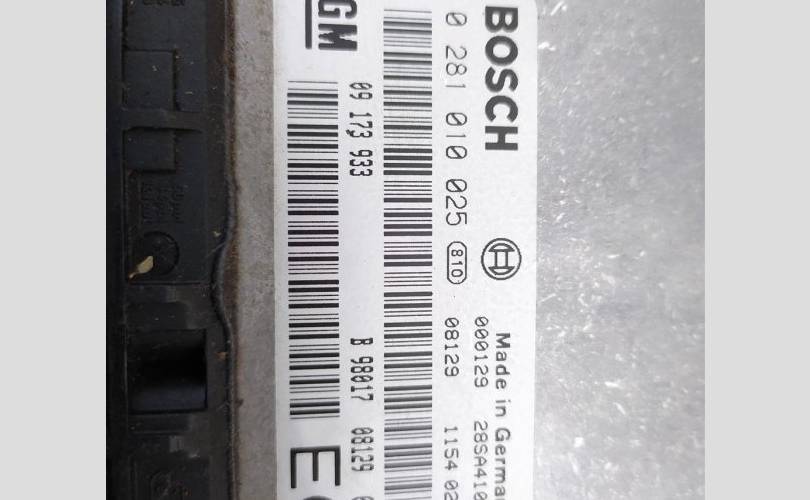 BOSCH
Made in Germa
0 281 010 025 810
000129 28SA410
08129 1154 02
GM 09 173 933
B 98017 08129
E